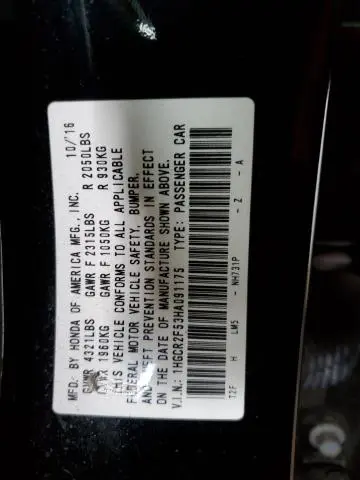 MFD. BY HONDA OF AMERICA MFG., INC. 10/'16
GVWR 4321LBS GAWR F 2315LBS R 2050LBS
GVWR 1960KG GAWR F 1050KG R 930KG
THIS VEHICLE CONFORMS TO ALL APPLICABLE
FEDERAL MOTOR VEHICLE SAFETY, BUMPER,
AND THEFT PREVENTION STANDARDS IN EFFECT
ON THE DATE OF MANUFACTURE SHOWN ABOVE.
V.I.N.: 1HGCR2F53HA091175 TYPE: PASSENGER CAR
T2F H LM5 - NH731P - Z - A